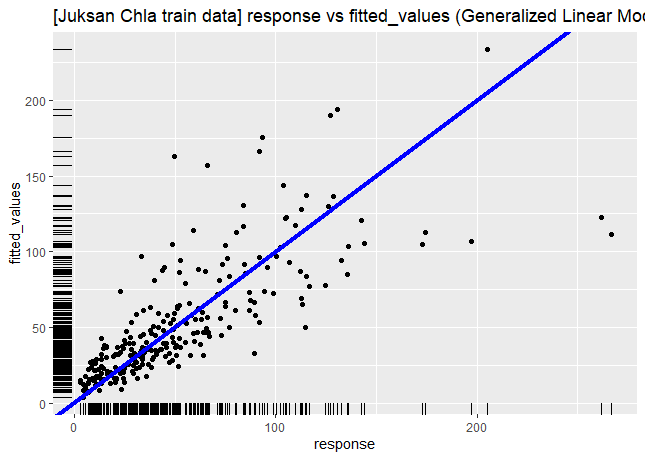 [Juksan Chla train data] response vs fitted_values (Generalized Linear Mod
200
150
100
50
0
fitted_values
0
100
200
response